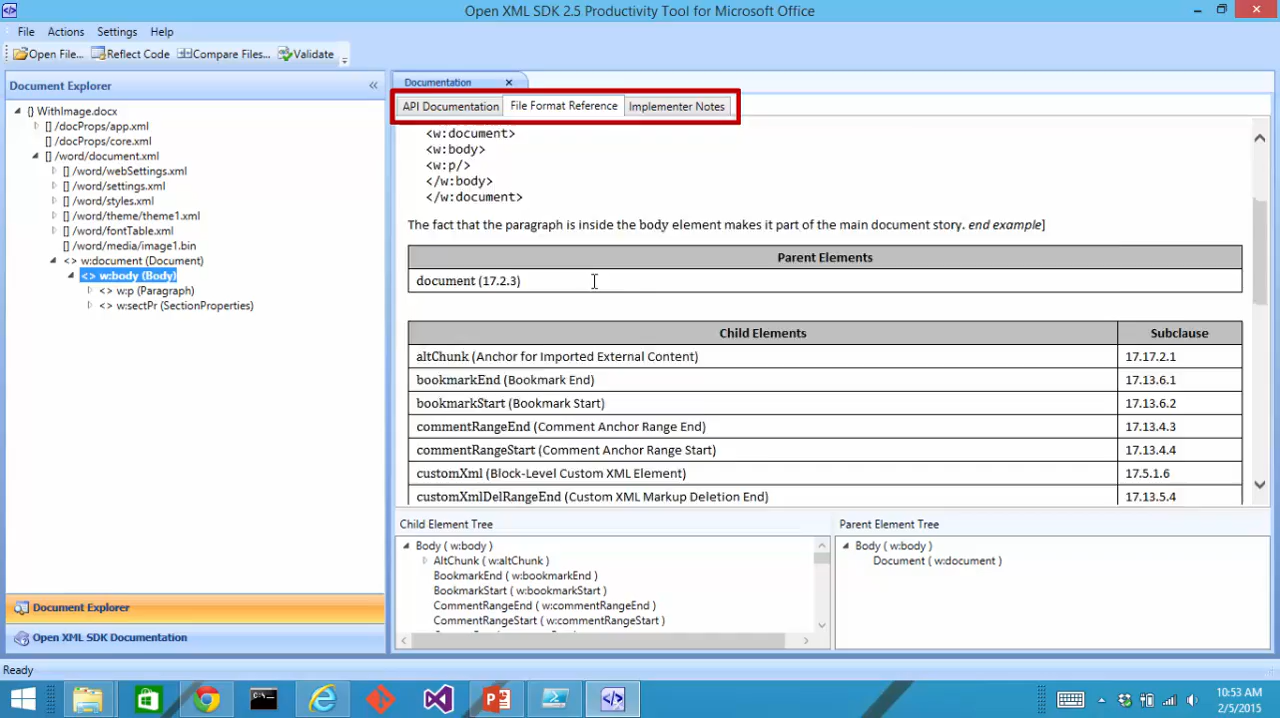 Open XML SDK 2.5 Productivity Tool for Microsoft Office
File Actions Settings Help
Open File... Reflect Code Compare Files... Validate
Document Explorer
WithImage.docx
/docProps/app.xml
/docProps/core.xml
/word/document.xml
/word/webSettings.xml
/word/settings.xml
/word/styles.xml
/word/theme/theme1.xml
/word/fontTable.xml
/word/media/image1.bin
w:document (Document)
w:body (Body)
w:p (Paragraph)
w:sectPr (SectionProperties)
Document Explorer
Open XML SDK Documentation
Documentation
API Documentation File Format Reference Implementer Notes
<w:document>
<w:body>
<w:p/>
</w:body>
</w:document>
The fact that the paragraph is inside the body element makes it part of the main document story. end example]
Parent Elements
document (17.2.3)
Child Elements Subclause
altChunk (Anchor for Imported External Content) 17.17.2.1
bookmarkEnd (Bookmark End) 17.13.6.1
bookmarkStart (Bookmark Start) 17.13.6.2
commentRangeEnd (Comment Anchor Range End) 17.13.4.3
commentRangeStart (Comment Anchor Range Start) 17.13.4.4
customXml (Block-Level Custom XML Element) 17.5.1.6
customXmlDelRangeEnd (Custom XML Markup Deletion End) 17.13.5.4
Child Element Tree
Body ( w:body )
AltChunk ( w:altChunk )
BookmarkEnd ( w:bookmarkEnd )
BookmarkStart ( w:bookmarkStart )
CommentRangeEnd ( w:commentRangeEnd )
CommentRangeStart ( w:commentRangeStart )
Parent Element Tree
Body ( w:body )
Document ( w:document )
Ready
10:53 AM
2/5/2015